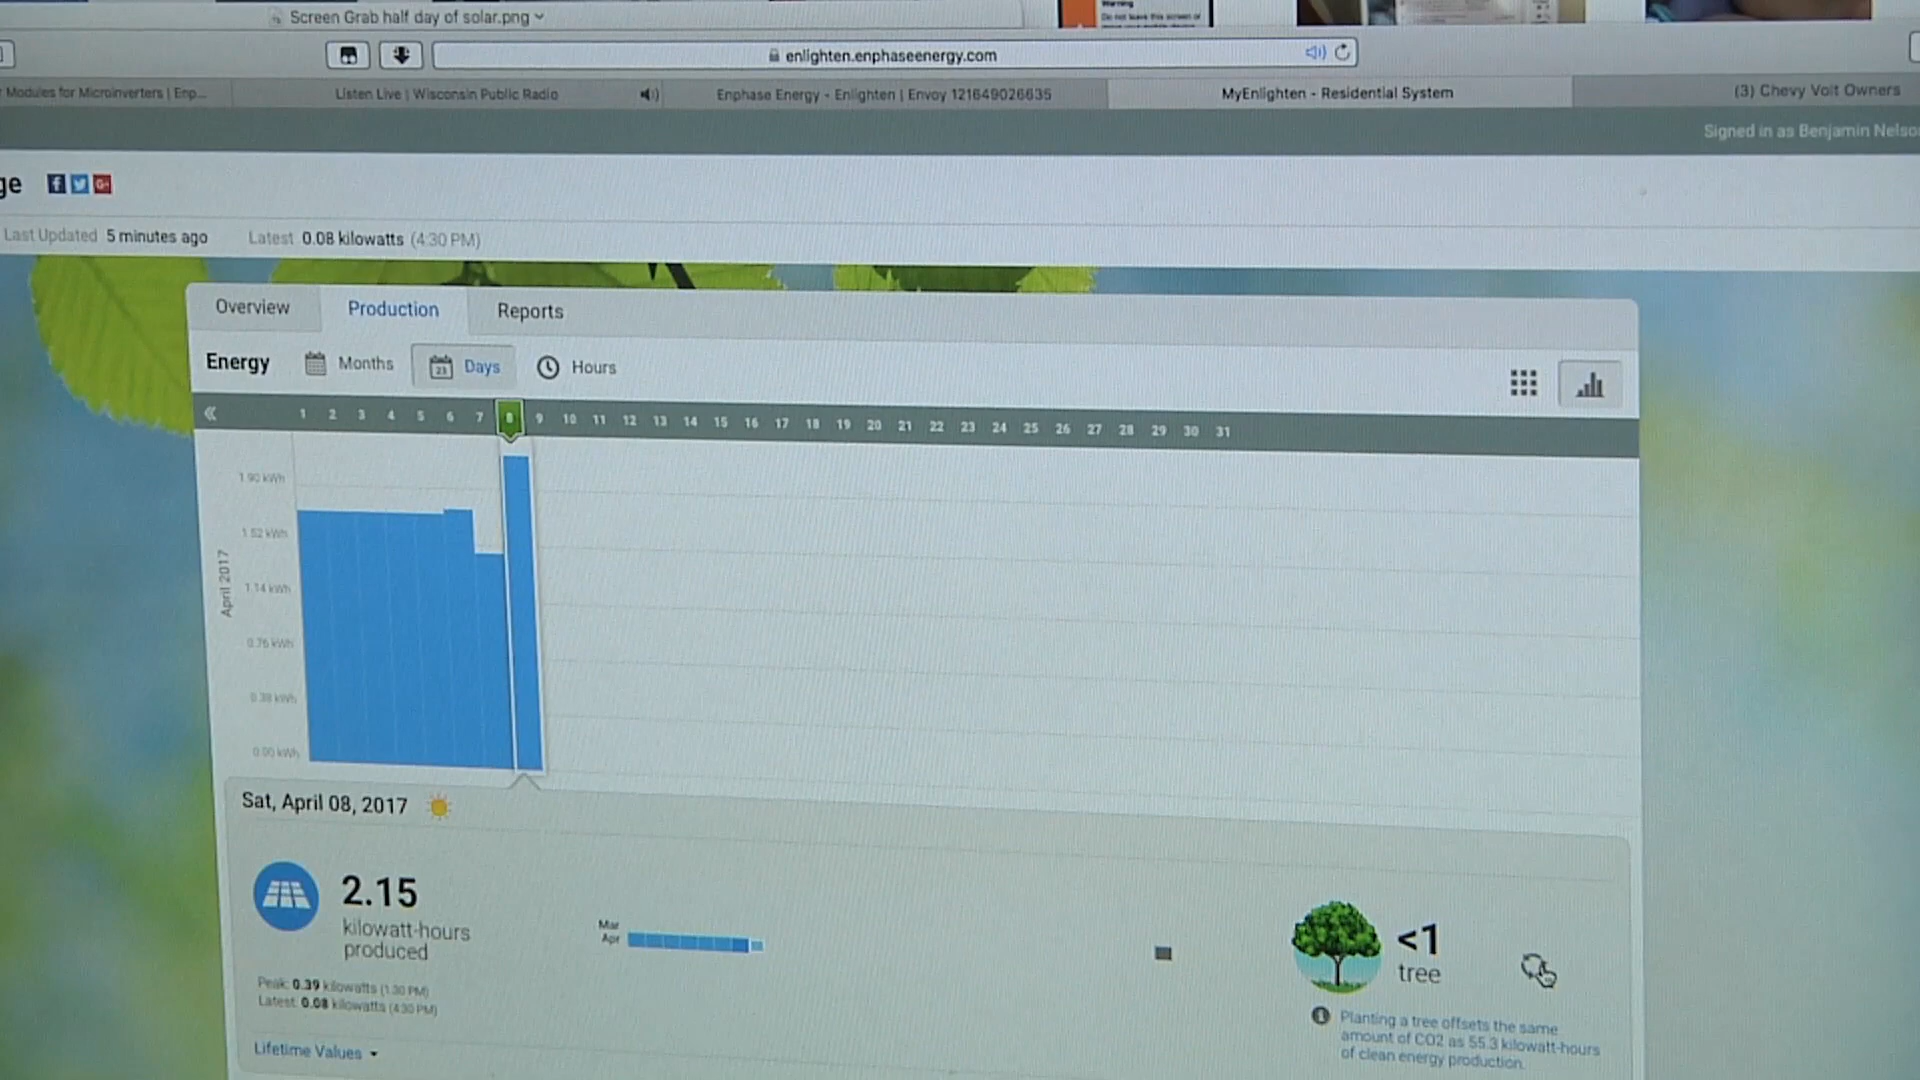 Screen Grab half day of solar.png
Warning
Do not leave this screen or
enlighten.enphaseenergy.com
Modules for Microinverters | Enp...
Listen Live | Wisconsin Public Radio
Enphase Energy - Enlighten | Envoy 121649026635
MyEnlighten - Residential System
(3) Chevy Volt Owners
Signed in as Benjamin Nelso
ge
Last Updated 5 minutes ago
Latest 0.08 kilowatts (4:30 PM)
Overview
Production
Reports
Energy
Months
23
Days
Hours
1 2 3 4 5 6 7 8 9 10 11 12 13 14 15 16 17 18 19 20 21 22 23 24 25 26 27 28 29 30 31
1.90 kWh
1.52 kWh
1.14 kWh
0.76 kWh
0.38 kWh
0.00 kWh
April 2017
Sat, April 08, 2017
2.15
kilowatt-hours
produced
Peak: 0.39 kilowatts (1:30 PM)
Latest: 0.08 kilowatts (4:30 PM)
Mar
Apr
<1
tree
Planting a tree offsets the same
amount of CO2 as 55.3 kilowatt-hours
of clean energy production.
Lifetime Values